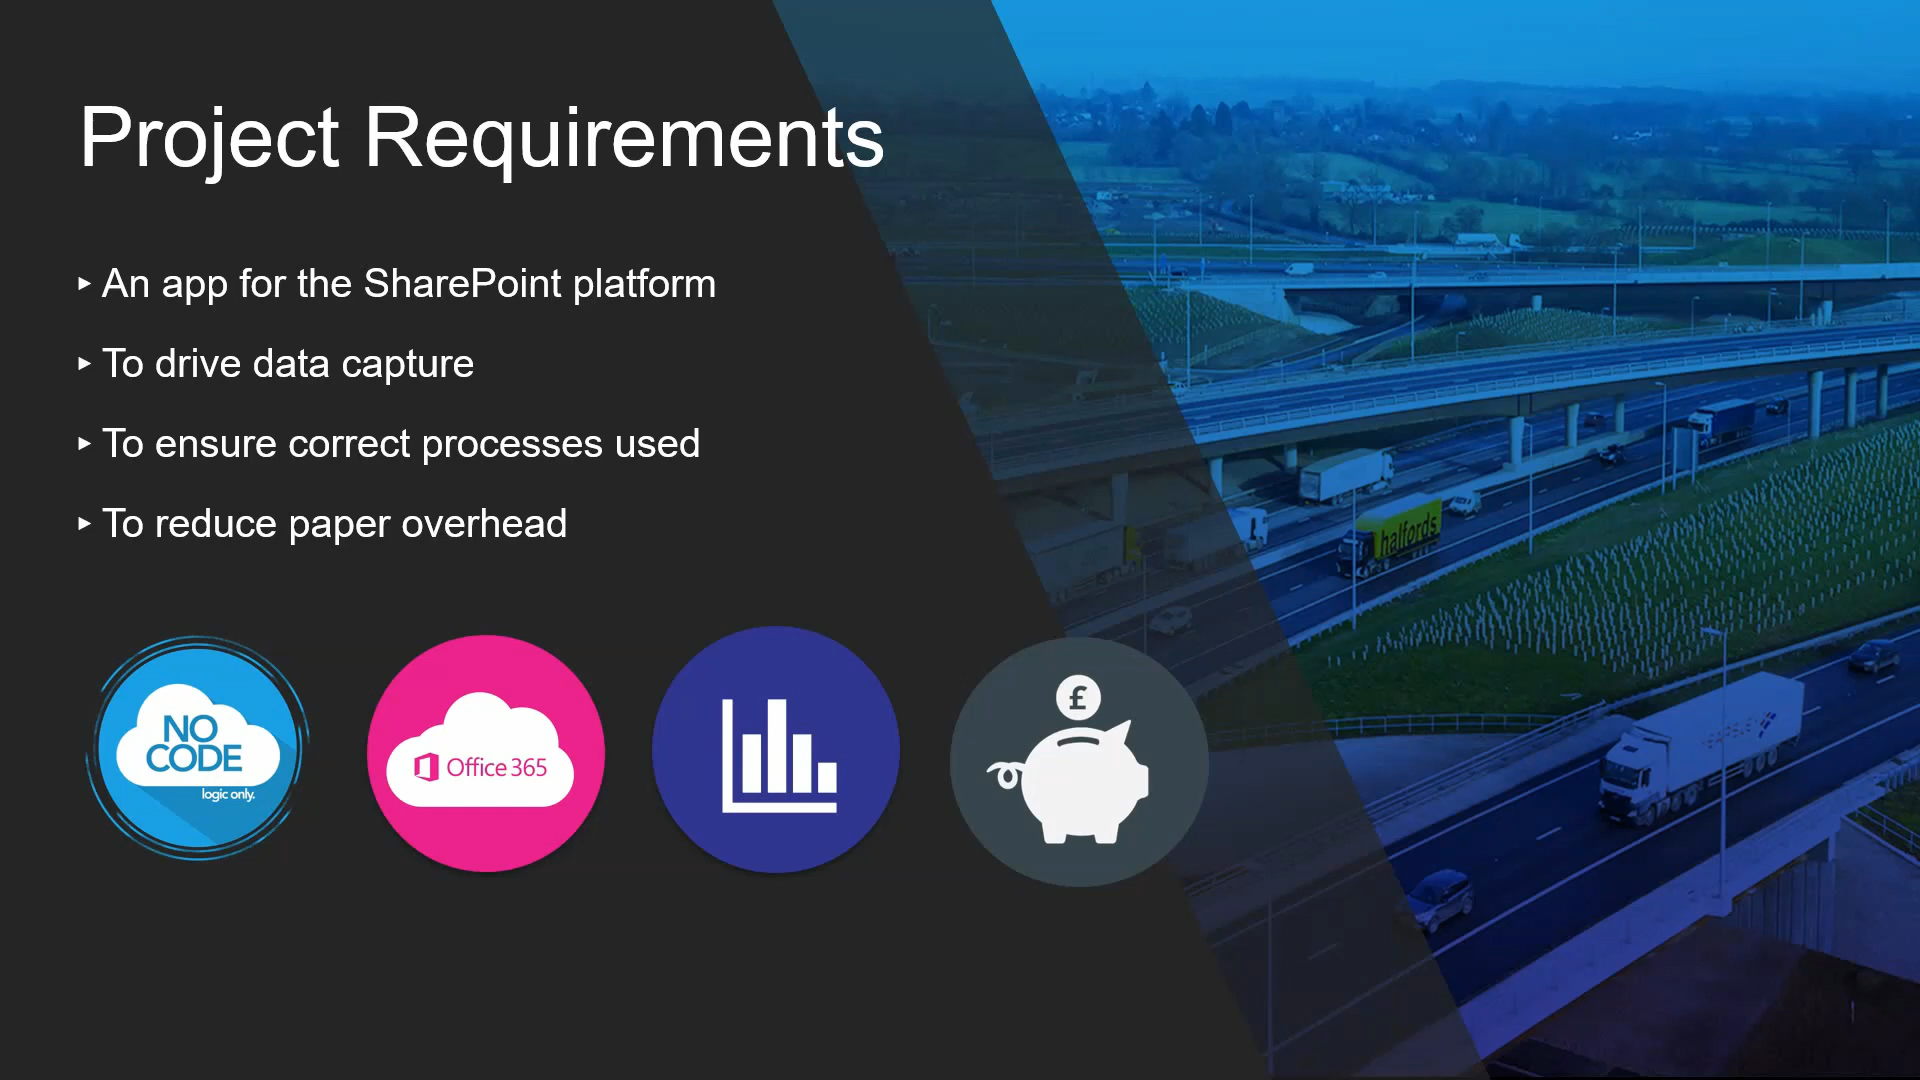 Project Requirements
▸ An app for the SharePoint platform
▸ To drive data capture
▸ To ensure correct processes used
▸ To reduce paper overhead
NO
CODE
logic only.
Office 365
£
halfords